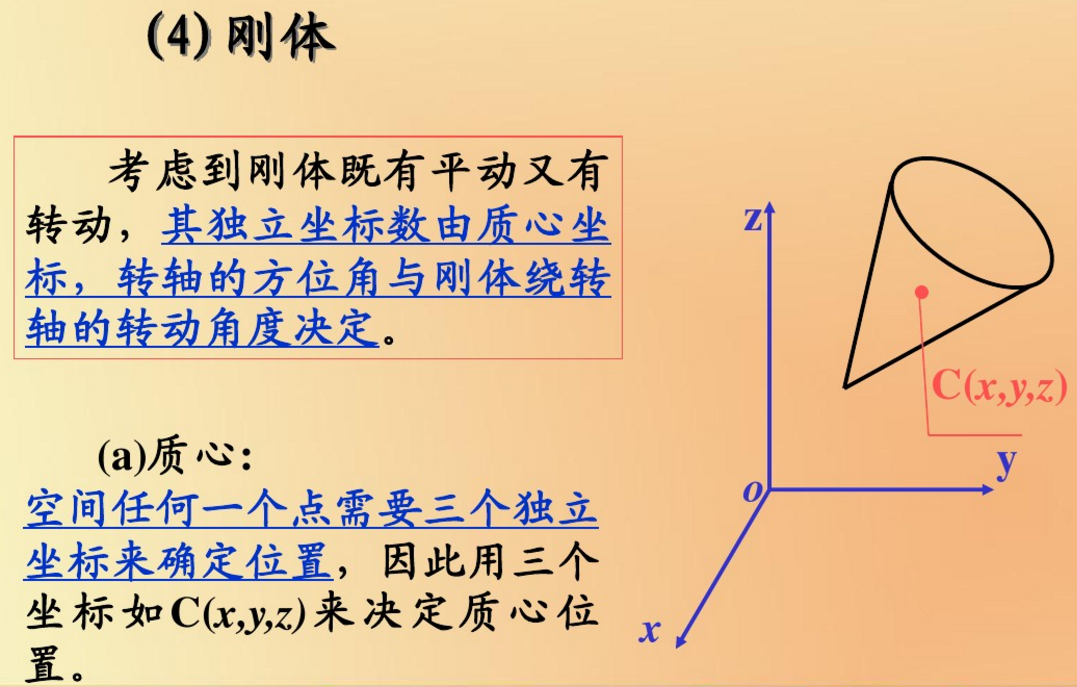 (4) 刚体
考虑到刚体既有平动又有
转动，其独立坐标数由质心坐
标，转轴的方位角与刚体绕转
轴的转动角度决定。
(a)质心：
空间任何一个点需要三个独立
坐标来确定位置，因此用三个
坐标如C(x,y,z)来决定质心位
置。
z
C(x,y,z)
y
o
x